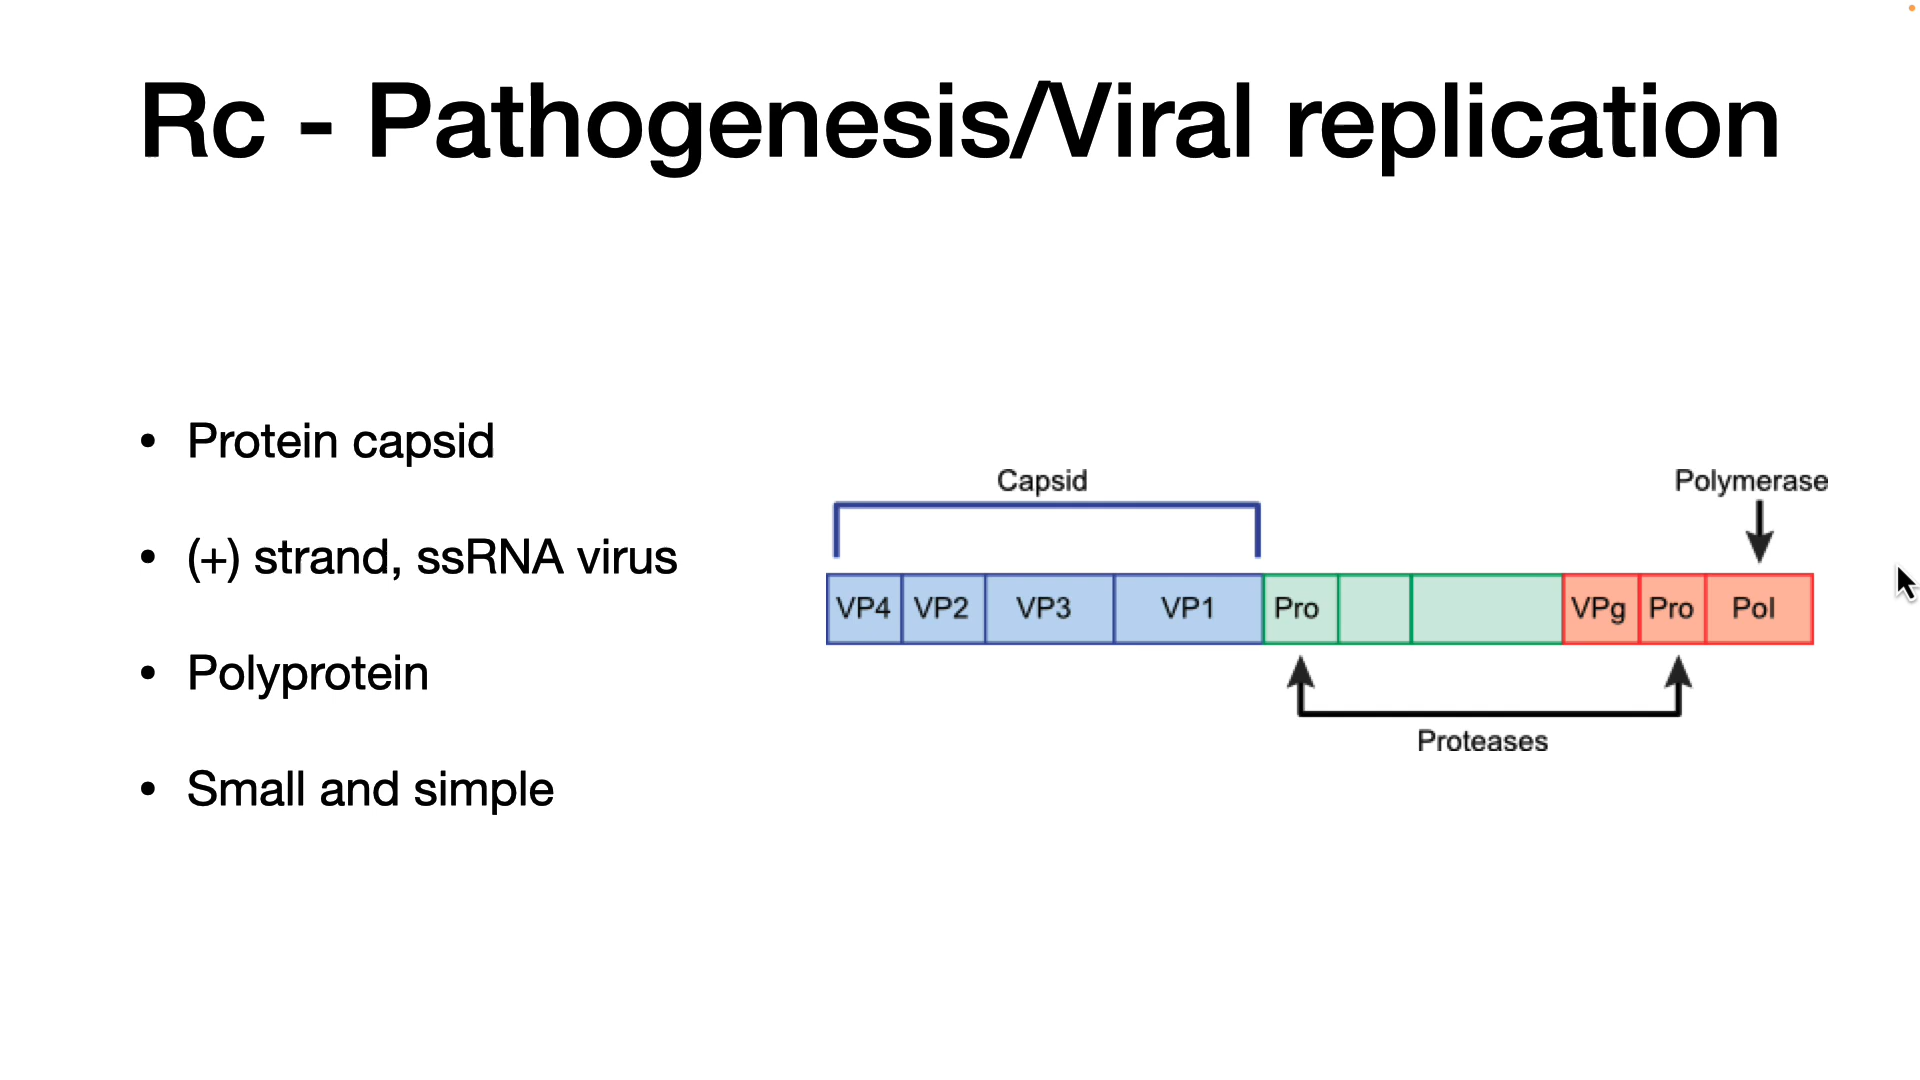 Rc - Pathogenesis/Viral replication
• Protein capsid
• (+) strand, ssRNA virus
• Polyprotein
• Small and simple
Capsid
Polymerase
VP4 VP2 VP3 VP1 Pro VPg Pro Pol
Proteases